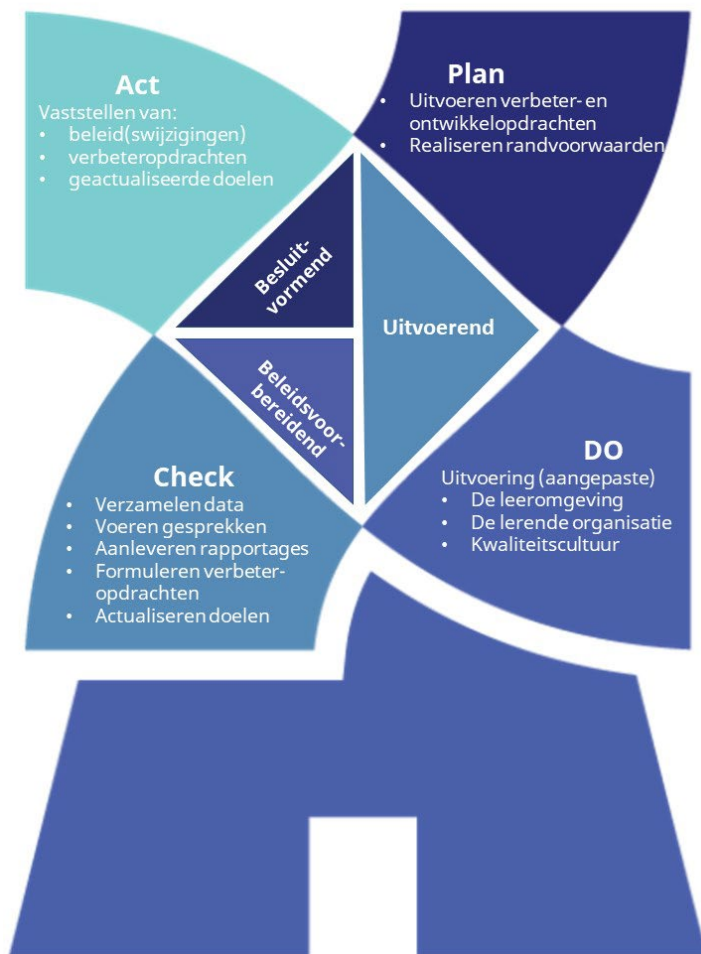 Act
Vaststellen van:
• beleid(swijzigingen)
• verbeteropdrachten
• geactualiseerde doelen
Plan
• Uitvoeren verbeter- en
ontwikkelopdrachten
• Realiseren randvoorwaarden
Besluit-
vormend
Uitvoerend
Beleidsvoor-
bereidend
Check
• Verzamelen data
• Voeren gesprekken
• Aanleveren rapportages
• Formuleren verbeter-
opdrachten
• Actualiseren doelen
DO
Uitvoering (aangepaste)
• De leeromgeving
• De lerende organisatie
• Kwaliteitscultuur